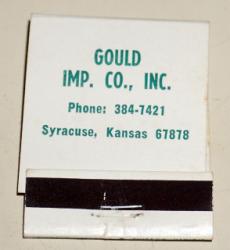 GOULD
IMP. CO., INC.
Phone: 384-7421
Syracuse, Kansas 67878